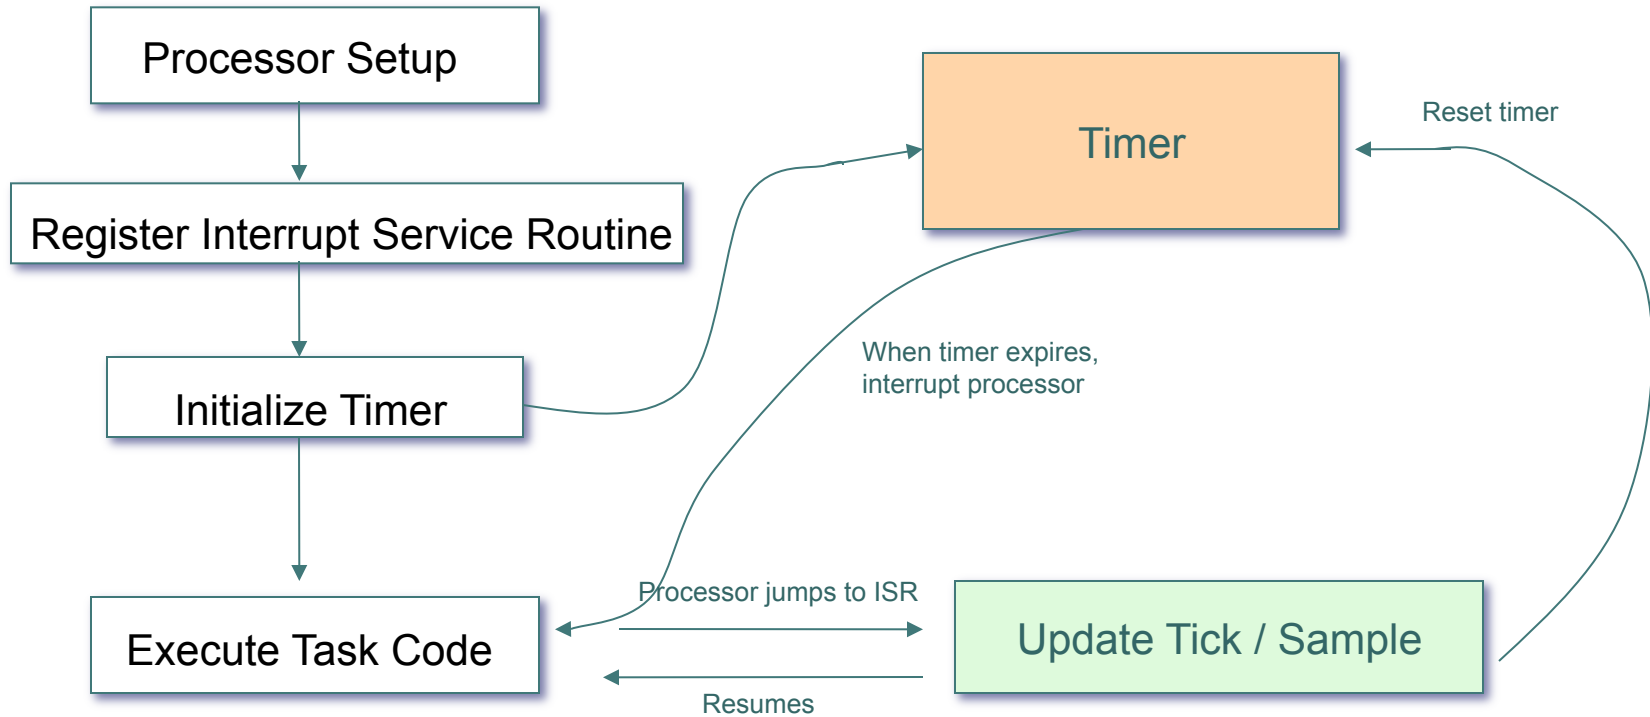 Processor Setup
Timer
Reset timer
Register Interrupt Service Routine
When timer expires,
interrupt processor
Initialize Timer
Processor jumps to ISR
Execute Task Code
Update Tick / Sample
Resumes